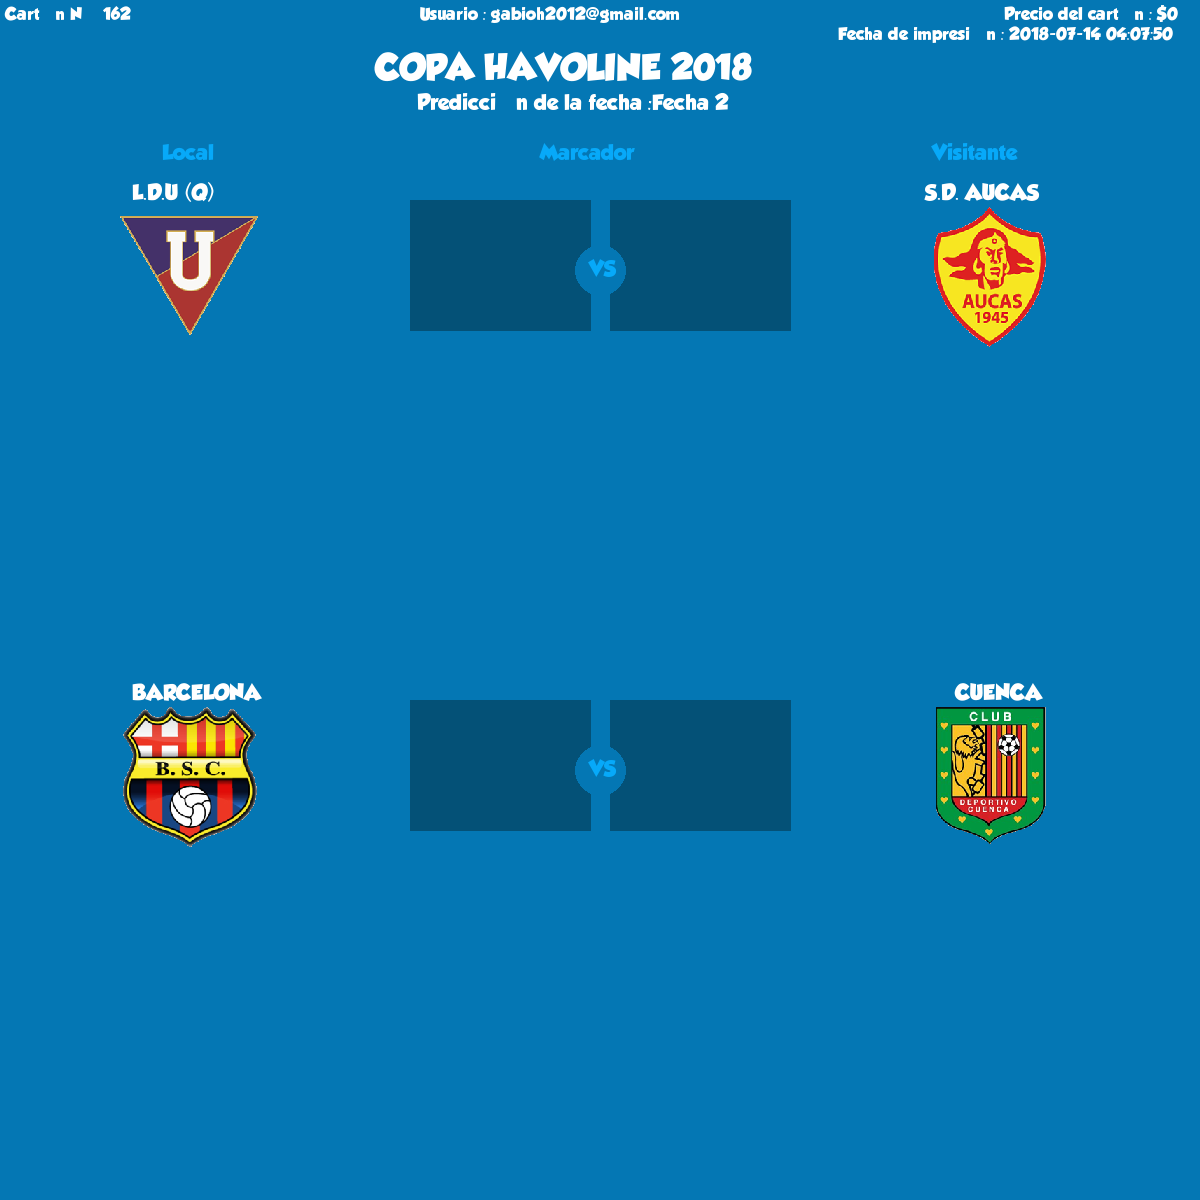 Cart n N 162
Usuario : gabioh2012@gmail.com
Precio del cart n : $0
Fecha de impresi n : 2018-07-14 04:07:50
COPA HAVOLINE 2018
Predicci n de la fecha :Fecha 2
Local Marcador Visitante
L.D.U (Q)
S.D. AUCAS
U
VS
AUCAS
1945
BARCELONA
CUENCA
CLUB
B. S. C.
VS
DEPORTIVO
CUENCA